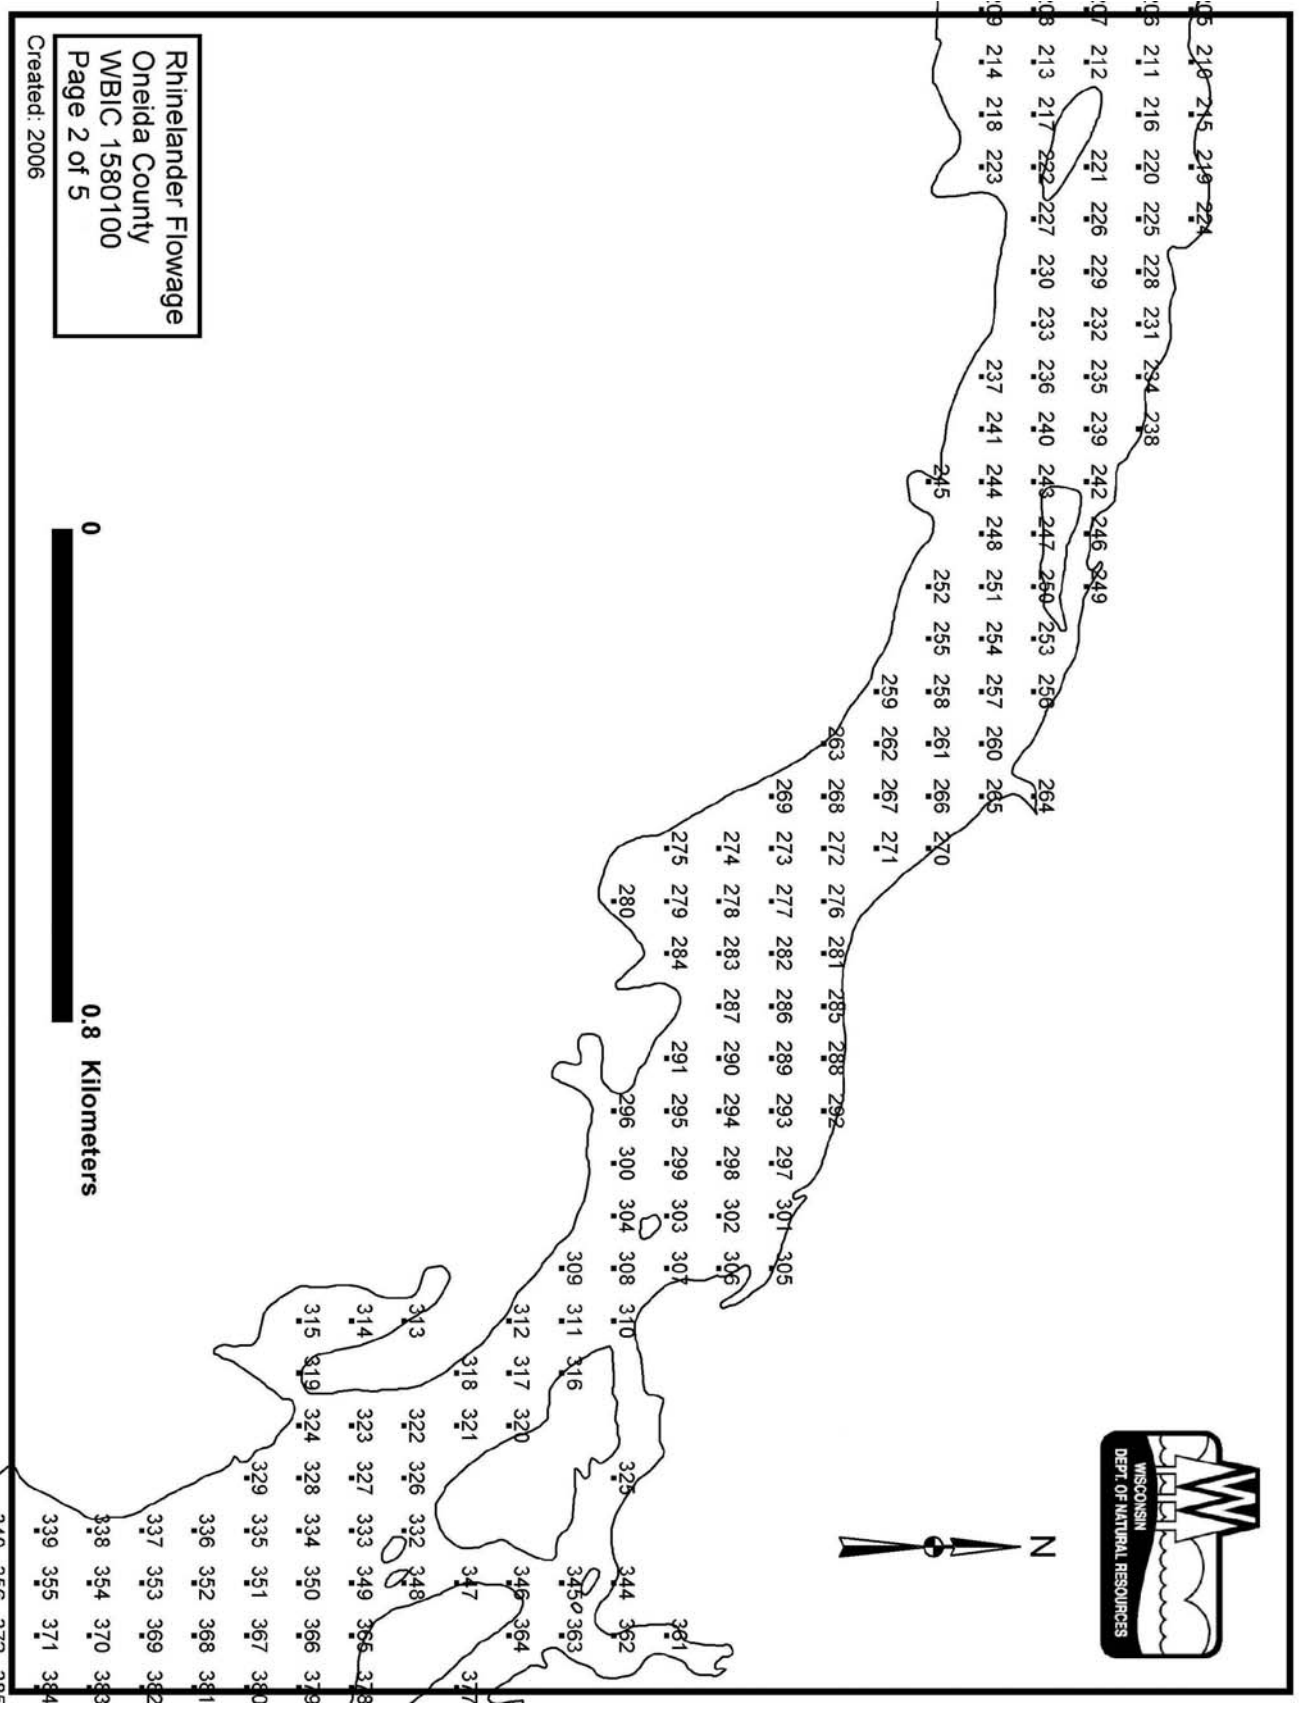 WISCONSIN
DEPT. OF NATURAL RESOURCES
N
210 215 219 224
211 216 220 225 228 231 234 238
212 221 226 229 232 235 239 242 246 249
213 217 222 227 230 233 236 240 243 247 250 253 256 264
214 218 223 237 241 244 248 251 254 257 260 265
245 252 255 258 261 266 270
259 262 267 271
263 268 272 276 281 285 288 292
269 273 277 282 286 289 293 297 301 305
274 278 283 287 290 294 298 302 306
275 279 284 291 295 299 303 307 361
280 296 300 304 308 310 325 344 362
309 311 316 345 363
312 317 320 346 364
318 321 347 377
313 322 326 332 348
314 323 327 333 349 365 378
315 319 324 328 334 350 366 379
329 335 351 367 380
336 352 368 381
337 353 369 382
338 354 370 383
339 355 371 384
Rhinelander Flowage
Oneida County
WBIC 1580100
Page 2 of 5
Created: 2006
0 0.8 Kilometers